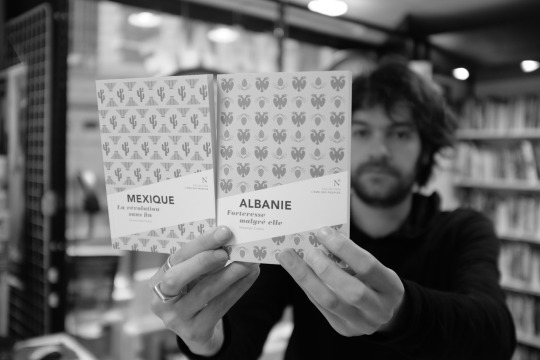 MEXIQUE
La révolution
sans fin
ALBANIE
Forteresse
malgré elle
N